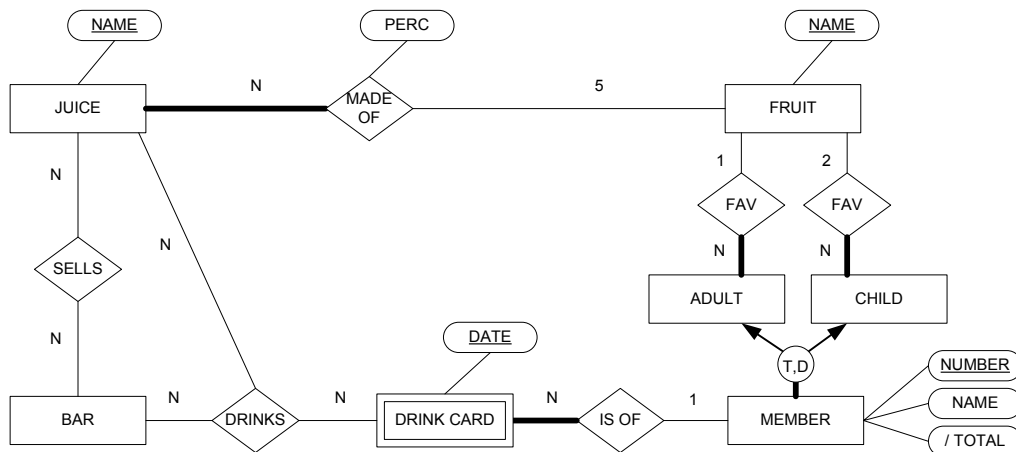 NAME
PERC
NAME
N
5
JUICE
MADE
OF
FRUIT
1
2
N
FAV
FAV
N
N
N
SELLS
ADULT
CHILD
N
DATE
T,D
NUMBER
N
N
N
1
BAR
DRINKS
DRINK CARD
IS OF
MEMBER
NAME
/ TOTAL